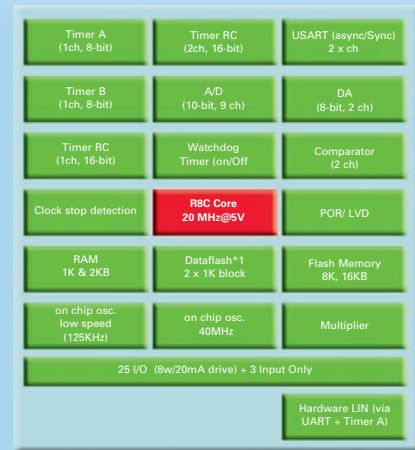 Timer A
(1ch, 8-bit)
Timer RC
(2ch, 16-bit)
USART (async/Sync)
2 x ch
Timer B
(1ch, 8-bit)
A/D
(10-bit, 9 ch)
DA
(8-bit, 2 ch)
Timer RC
(1ch, 16-bit)
Watchdog
Timer (on/Off
Comparator
(2 ch)
Clock stop detection
R8C Core
20 MHz@5V
POR/ LVD
RAM
1K & 2KB
Dataflash*1
2 x 1K block
Flash Memory
8K, 16KB
on chip osc.
low speed
(125KHz)
on chip osc.
40MHz
Multiplier
25 I/O (8w/20mA drive) + 3 Input Only
Hardware LIN (via
UART + Timer A)